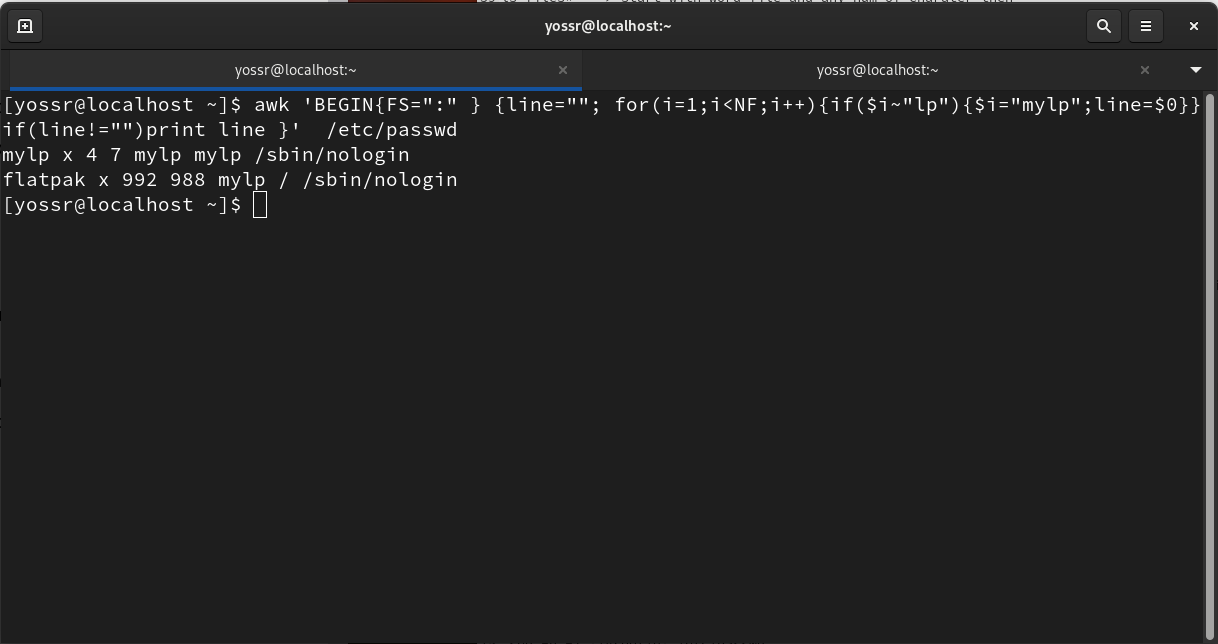 yossr@localhost:~
yossr@localhost:~ yossr@localhost:~
[yossr@localhost ~]$ awk 'BEGIN{FS=":" } {line=""; for(i=1;i<NF;i++){if($i~"lp"){$i="mylp";line=$0}}
if(line!="")print line }'  /etc/passwd
mylp x 4 7 mylp mylp /sbin/nologin
flatpak x 992 988 mylp / /sbin/nologin
[yossr@localhost ~]$